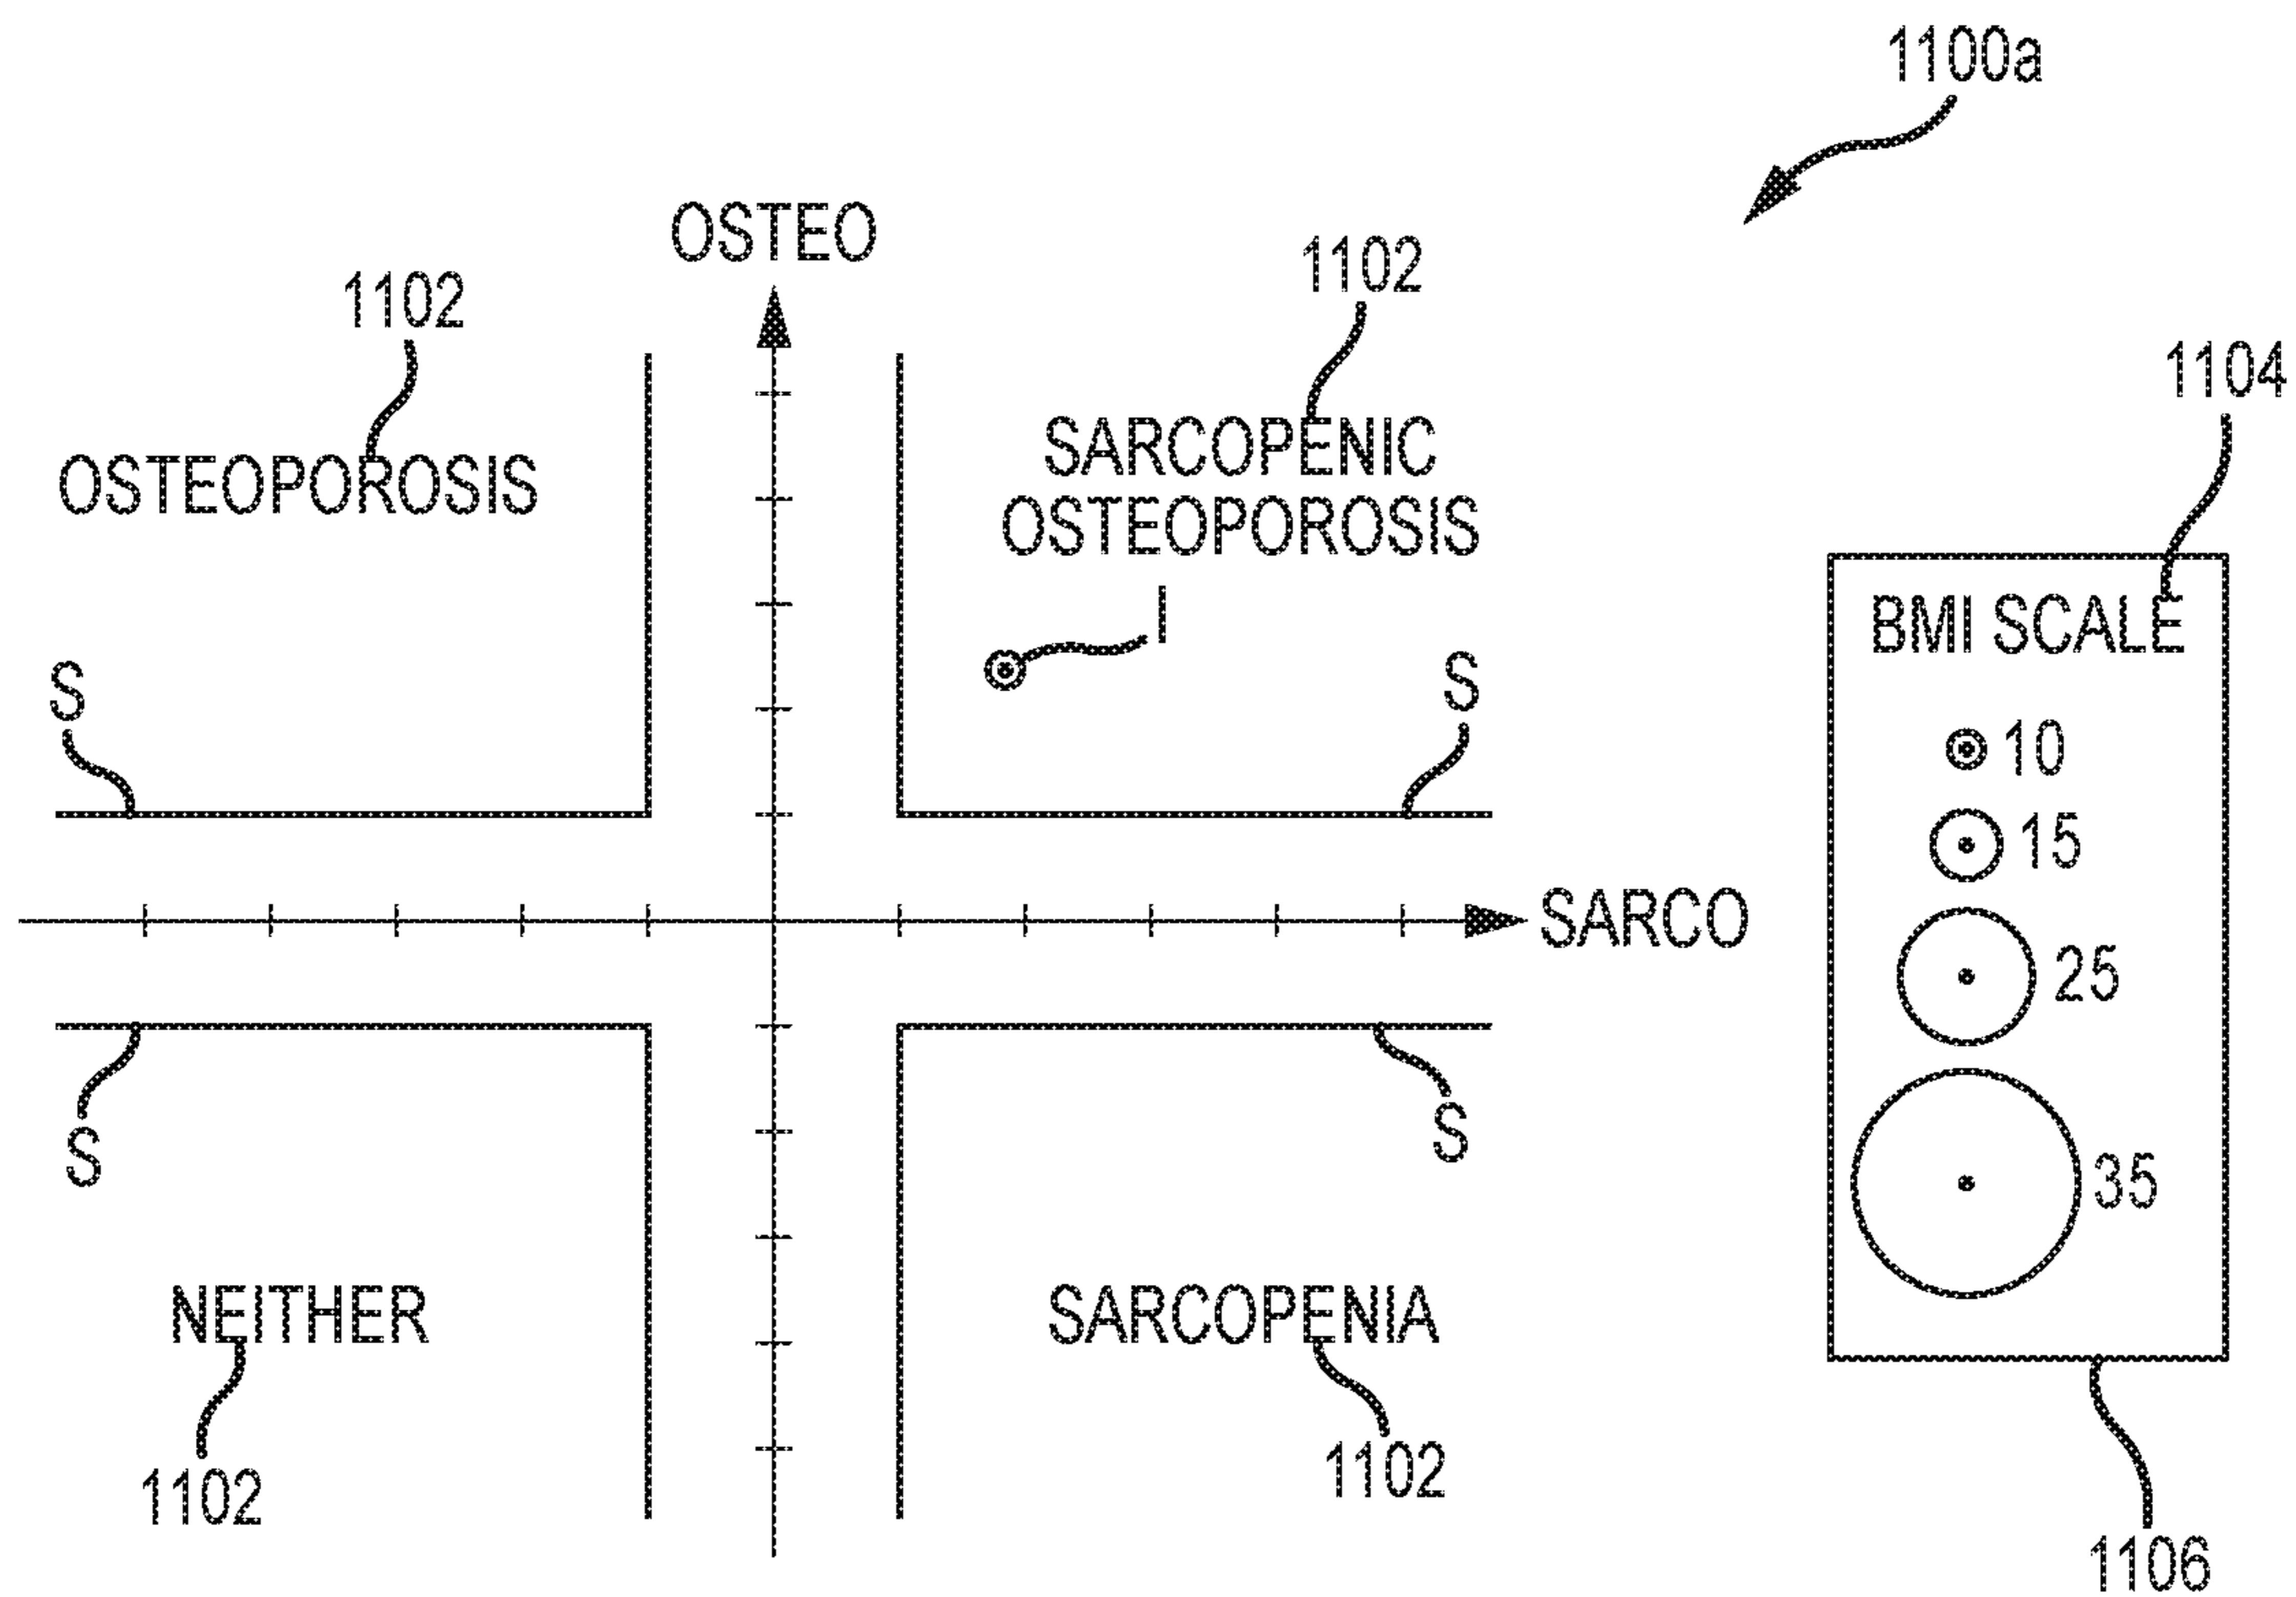 1100a
OSTEO
1102
1102
1104
OSTEOPOROSIS
SARCOPENIC
OSTEOPOROSIS
I
S
S
BMI SCALE
10
15
25
35
SARCO
S
S
NEITHER
SARCOPENIA
1102
1102
1106